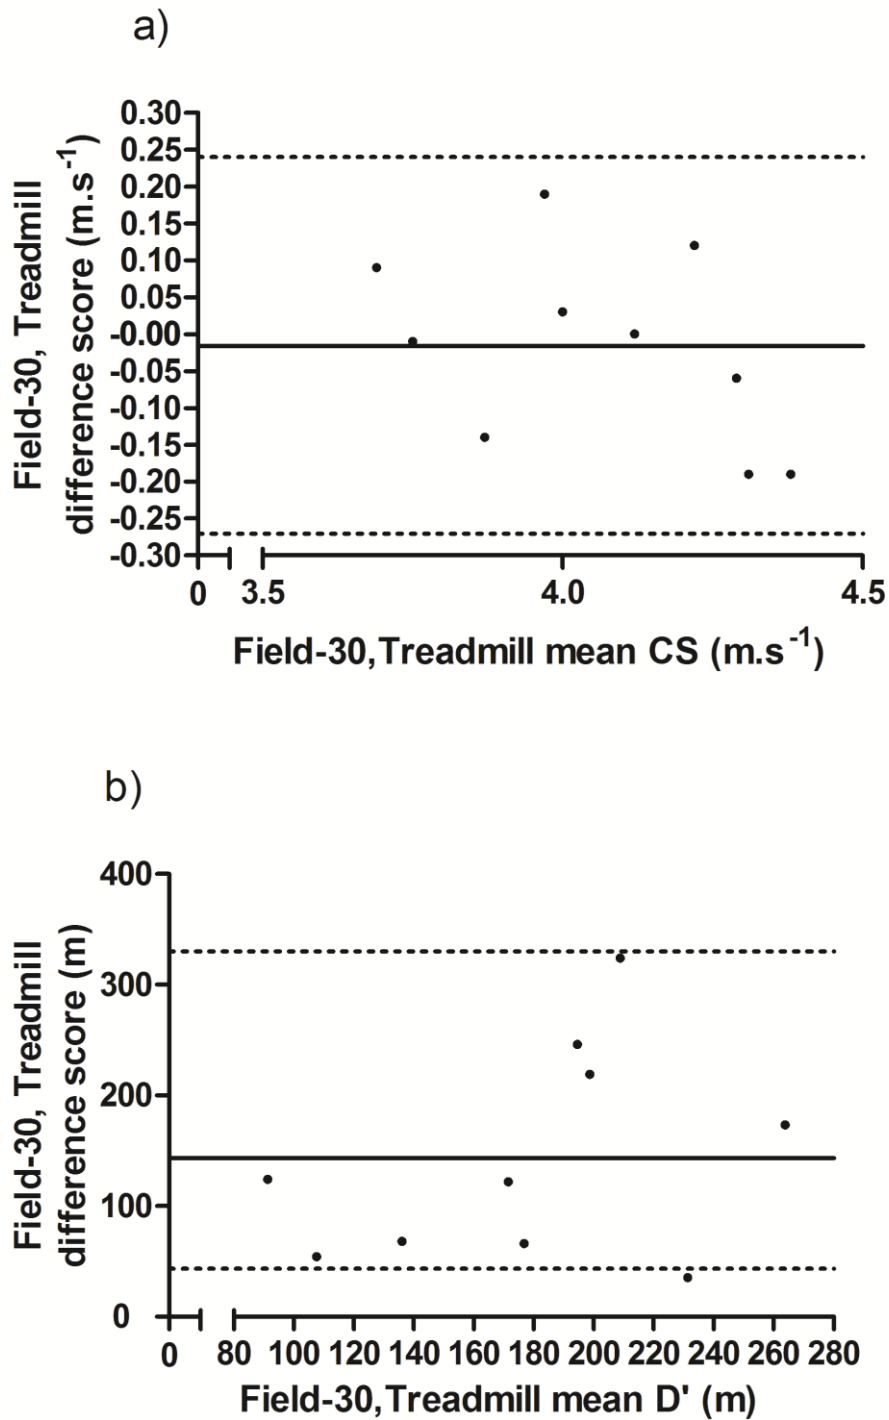 a)
Field-30, Treadmill
difference score (m.s-1)
0.30
0.25
0.20
0.15
0.10
0.05
-0.00
-0.05
-0.10
-0.15
-0.20
-0.25
-0.30
0 3.5 4.0 4.5
Field-30,Treadmill mean CS (m.s-1)
b)
Field-30, Treadmill
difference score (m)
400
300
200
100
0
0 80 100 120 140 160 180 200 220 240 260 280
Field-30,Treadmill mean D' (m)